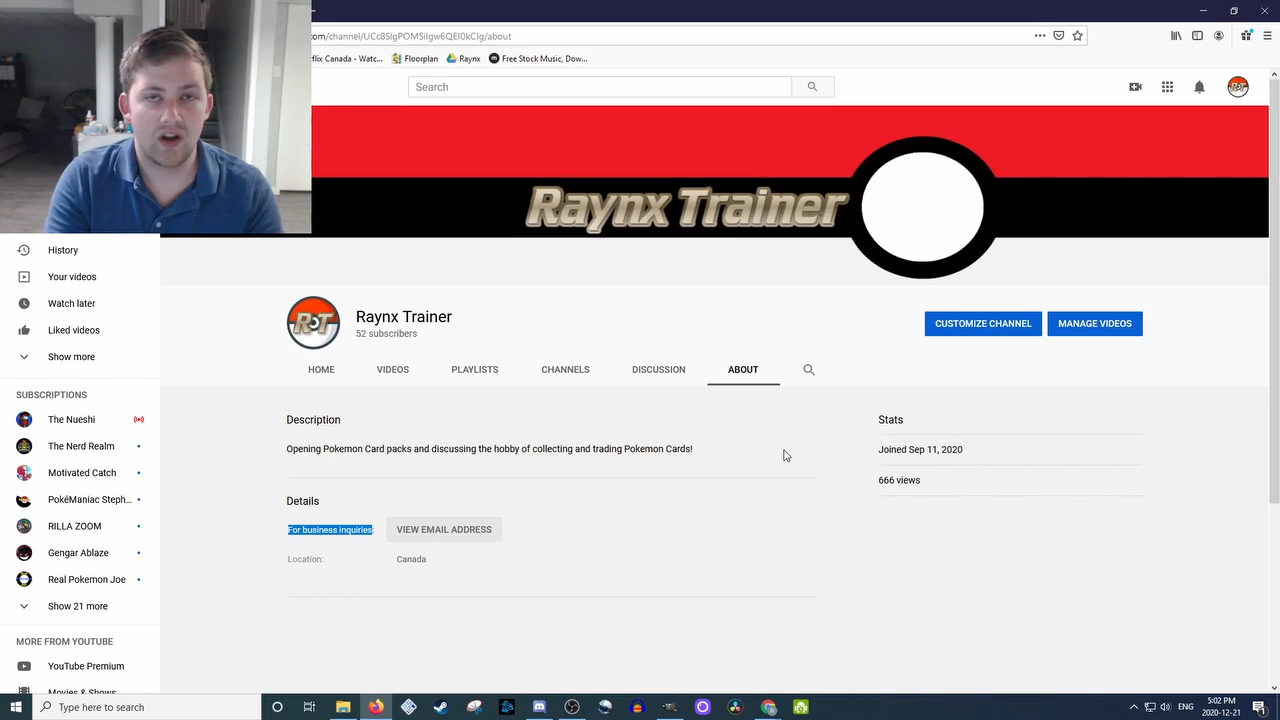 com/channel/UCc8SlgPOMSiIgw6QEI0kCIg/about
flix Canada - Watc...
Floorplan
Raynx
Free Stock Music, Dow...
Search
Raynx Trainer
History
Your videos
Watch later
Liked videos
Show more
SUBSCRIPTIONS
The Nueshi
The Nerd Realm
Motivated Catch
PokéManiac Steph...
RILLA ZOOM
Gengar Ablaze
Real Pokemon Joe
Show 21 more
MORE FROM YOUTUBE
YouTube Premium
Movies & Shows
RT
Raynx Trainer
52 subscribers
CUSTOMIZE CHANNEL
MANAGE VIDEOS
HOME
VIDEOS
PLAYLISTS
CHANNELS
DISCUSSION
ABOUT
Description
Opening Pokemon Card packs and discussing the hobby of collecting and trading Pokemon Cards!
Details
For business inquiries
VIEW EMAIL ADDRESS
Location:
Canada
Stats
Joined Sep 11, 2020
666 views
Type here to search
ENG
5:02 PM
2020-12-21